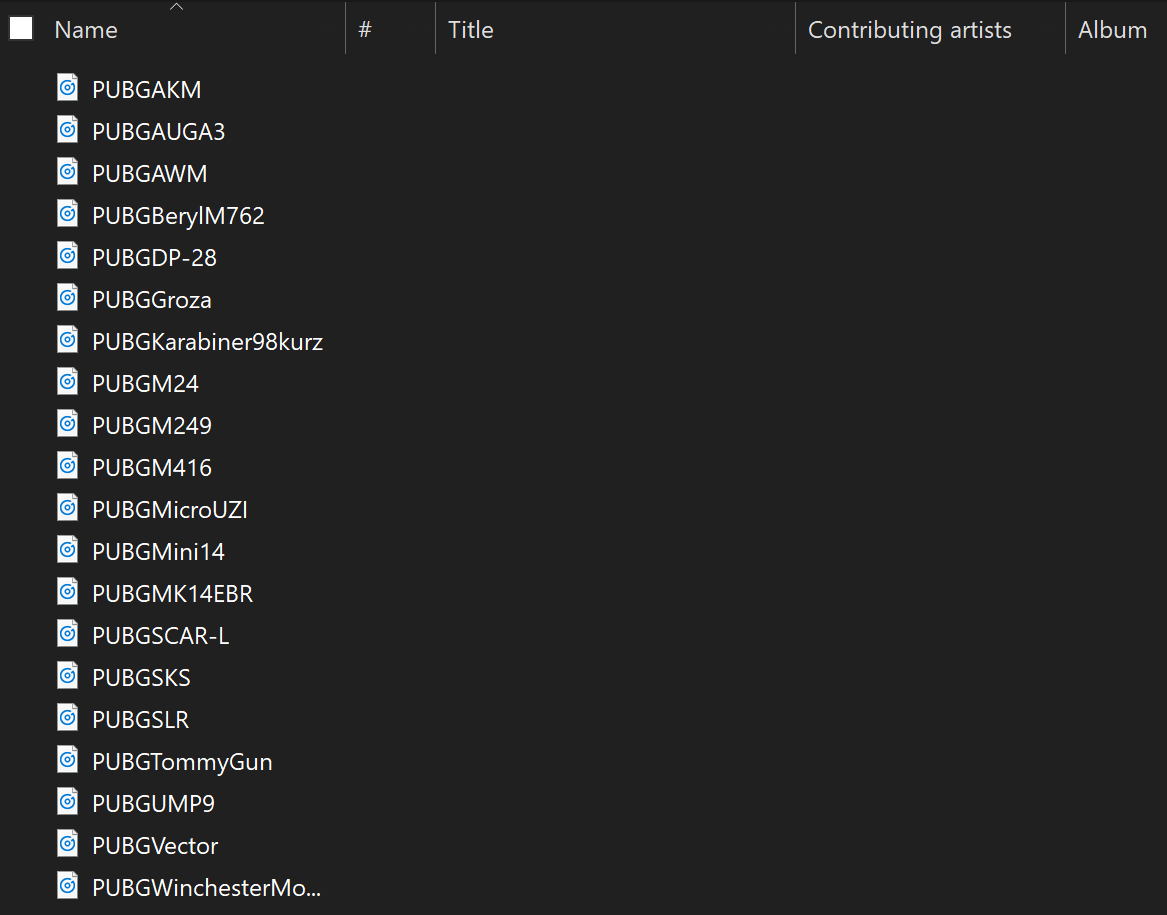 Name # Title Contributing artists Album
PUBGAKM
PUBGAUGA3
PUBGAWM
PUBGBerylM762
PUBGDP-28
PUBGGroza
PUBGKarabiner98kurz
PUBGM24
PUBGM249
PUBGM416
PUBGMicroUZI
PUBGMini14
PUBGMK14EBR
PUBGSCAR-L
PUBGSKS
PUBGSLR
PUBGTommyGun
PUBGUMP9
PUBGVector
PUBGWinchesterMo...